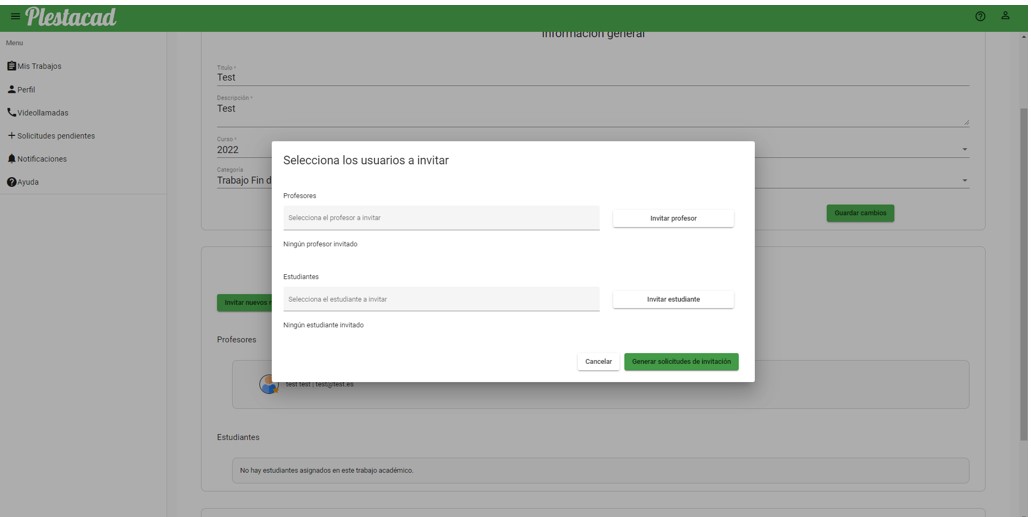 Plestacad
Información general
Menu
Mis Trabajos
Perfil
Videollamadas
Solicitudes pendientes
Notificaciones
Ayuda
Título *
Test
Descripción *
Test
Curso *
2022
Categoría
Trabajo Fin d
Guardar cambios
Selecciona los usuarios a invitar
Profesores
Selecciona el profesor a invitar
Invitar profesor
Ningún profesor invitado
Estudiantes
Selecciona el estudiante a invitar
Invitar estudiante
Ningún estudiante invitado
Cancelar
Generar solicitudes de invitación
Invitar nuevos
Profesores
test test | test@test.es
Estudiantes
No hay estudiantes asignados en este trabajo académico.